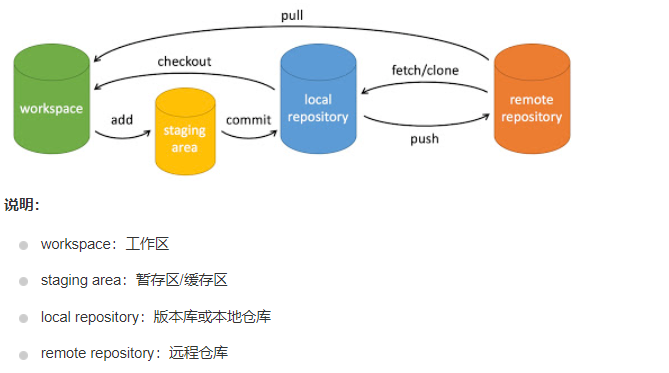 pull
checkout
fetch/clone
workspace
add
staging
area
commit
local
repository
push
remote
repository
说明：
workspace：工作区
staging area：暂存区/缓存区
local repository：版本库或本地仓库
remote repository：远程仓库